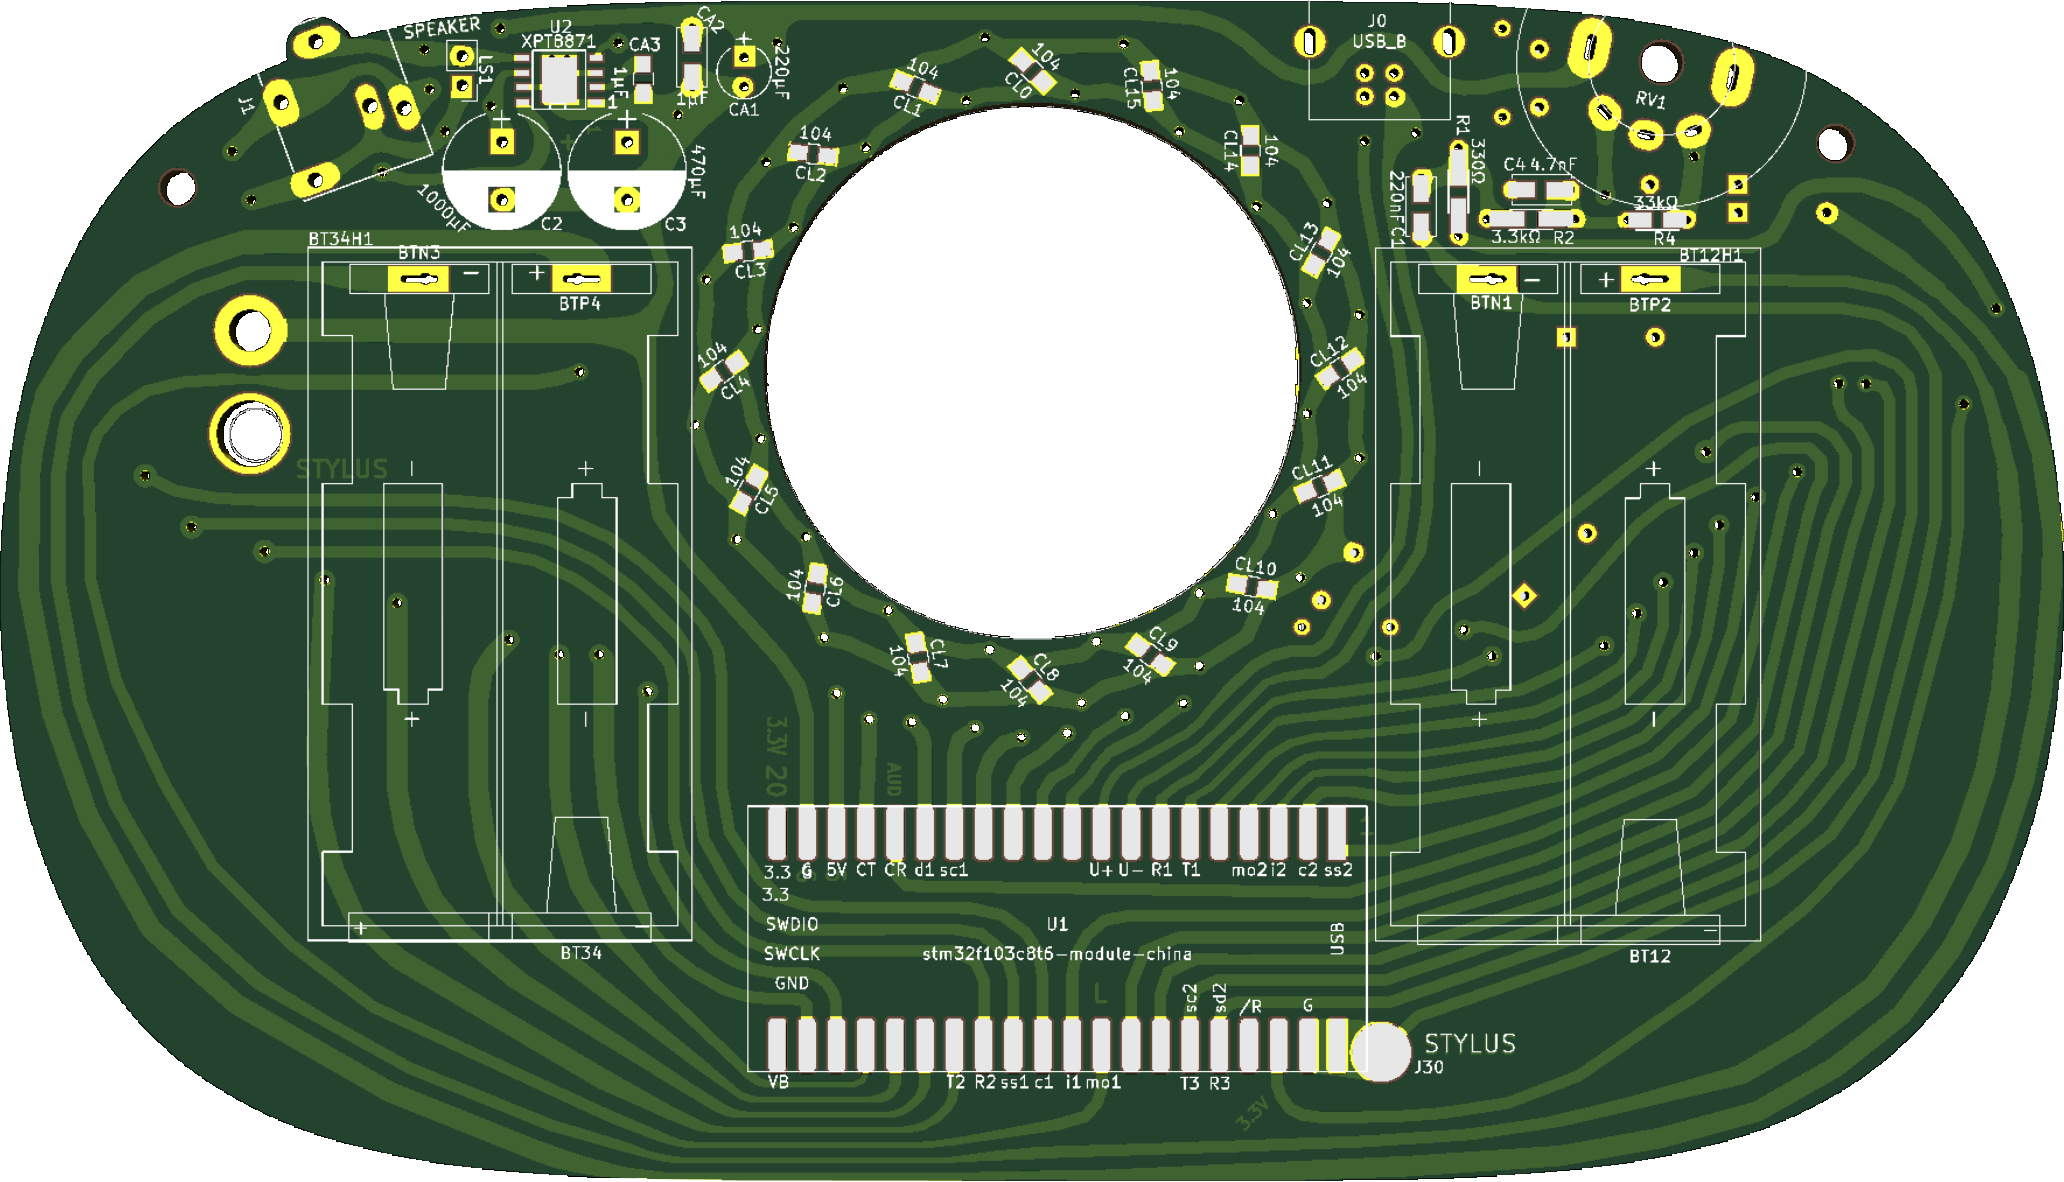 SPEAKER
J1
LS1
U2
XPT8871
1
CA3
1µF
CA2
1µF
+
CA1
220µF
+
1000µF
C2
+
470µF
C3
104
CL0
104
CL1
104
CL2
104
CL3
104
CL4
104
CL5
104
CL6
104
CL7
CL8
104
CL9
104
CL10
104
CL11
104
CL12
104
CL13
104
CL14
104
CL15
104
J0
USB_B
RV1
R1
330Ω
220nF
C1
C4 4.7nF
3.3kΩ
R2
33kΩ
R4
BT34H1
BTN3
−
+
BTP4
BT12H1
−
+
BTN1
BTP2
STYLUS
−
+
−
+
+
−
+
−
+
−
BT34
−
BT12
3.3V 20
AUD
3.3 G 5V CT CR d1 sc1 U+ U- R1 T1 mo2 i2 c2 ss2
3.3
SWDIO
U1
USB
SWCLK
stm32f103c8t6-module-china
GND
L
sc2
sd2
/R
G
STYLUS
J30
VB T2 R2 ss1 c1 i1 mo1 T3 R3
3.3V